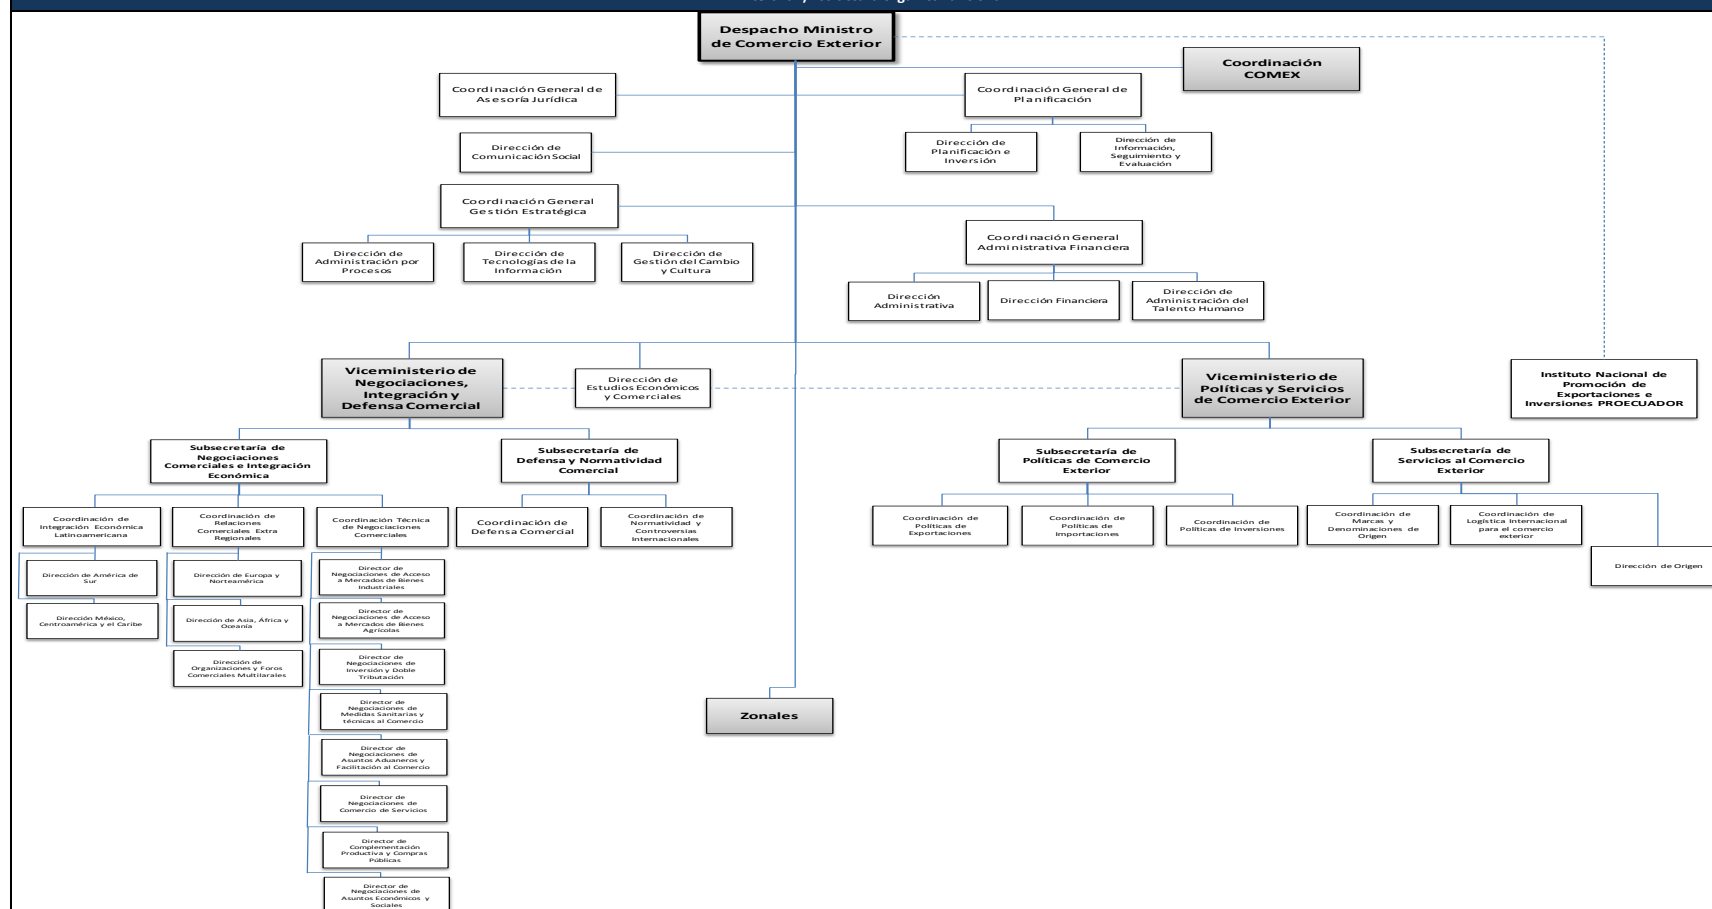 Despacho Ministro
de Comercio Exterior
Coordinación
COMEX
Coordinación General de
Asesoría Jurídica
Coordinación General de
Planificación
Dirección de
Comunicación Social
Dirección de
Planificación e
Inversión
Dirección de
Información,
Seguimiento y
Evaluación
Coordinación General
Gestión Estratégica
Coordinación General
Administrativa Financiera
Dirección de
Administración por
Procesos
Dirección de
Tecnologías de la
Información
Dirección de
Gestión del Cambio
y Cultura
Dirección
Administrativa
Dirección Financiera
Dirección de
Administración del
Talento Humano
Viceministerio de
Negociaciones,
Integración y
Defensa Comercial
Dirección de
Estudios Económicos
y Comerciales
Viceministerio de
Políticas y Servicios
de Comercio Exterior
Instituto Nacional de
Promoción de
Exportaciones e
Inversiones PROECUADOR
Subsecretaría de
Negociaciones
Comerciales e Integración
Económica
Subsecretaría de
Defensa y Normatividad
Comercial
Subsecretaría de
Políticas de Comercio
Exterior
Subsecretaría de
Servicios al Comercio
Exterior
Coordinación de
Integración Económica
Latinoamericana
Coordinación de
Relaciones
Comerciales Extra
Regionales
Coordinación Técnica
de Negociaciones
Comerciales
Coordinación de
Defensa Comercial
Coordinación de
Normatividad y
Controversias
Internacionales
Coordinación de
Políticas de
Exportaciones
Coordinación de
Políticas de
Importaciones
Coordinación de
Políticas de Inversiones
Coordinación de
Marcas y
Denominaciones de
Origen
Coordinación de
Logística Internacional
para el comercio
exterior
Dirección de Origen
Dirección de América de
Sur
Dirección México,
Centroamérica y el Caribe
Dirección de Europa y
Norteamérica
Dirección de Asia, África y
Oceanía
Dirección de
Organizaciones y Foros
Comerciales Multilarales
Director de
Negociaciones de Acceso
a Mercados de Bienes
Industriales
Director de
Negociaciones de Acceso
a Mercados de Bienes
Agrícolas
Director de
Negociaciones de
Inversión y Doble
Tributación
Director de
Negociaciones de
Medidas Sanitarias y
técnicas al Comercio
Director de
Negociaciones de
Asuntos Aduaneros y
Facilitación al Comercio
Director de
Negociaciones de
Comercio de Servicios
Director de
Complementación
Productiva y Compras
Públicas
Director de
Negociaciones de
Asuntos Económicos y
Sociales
Zonales